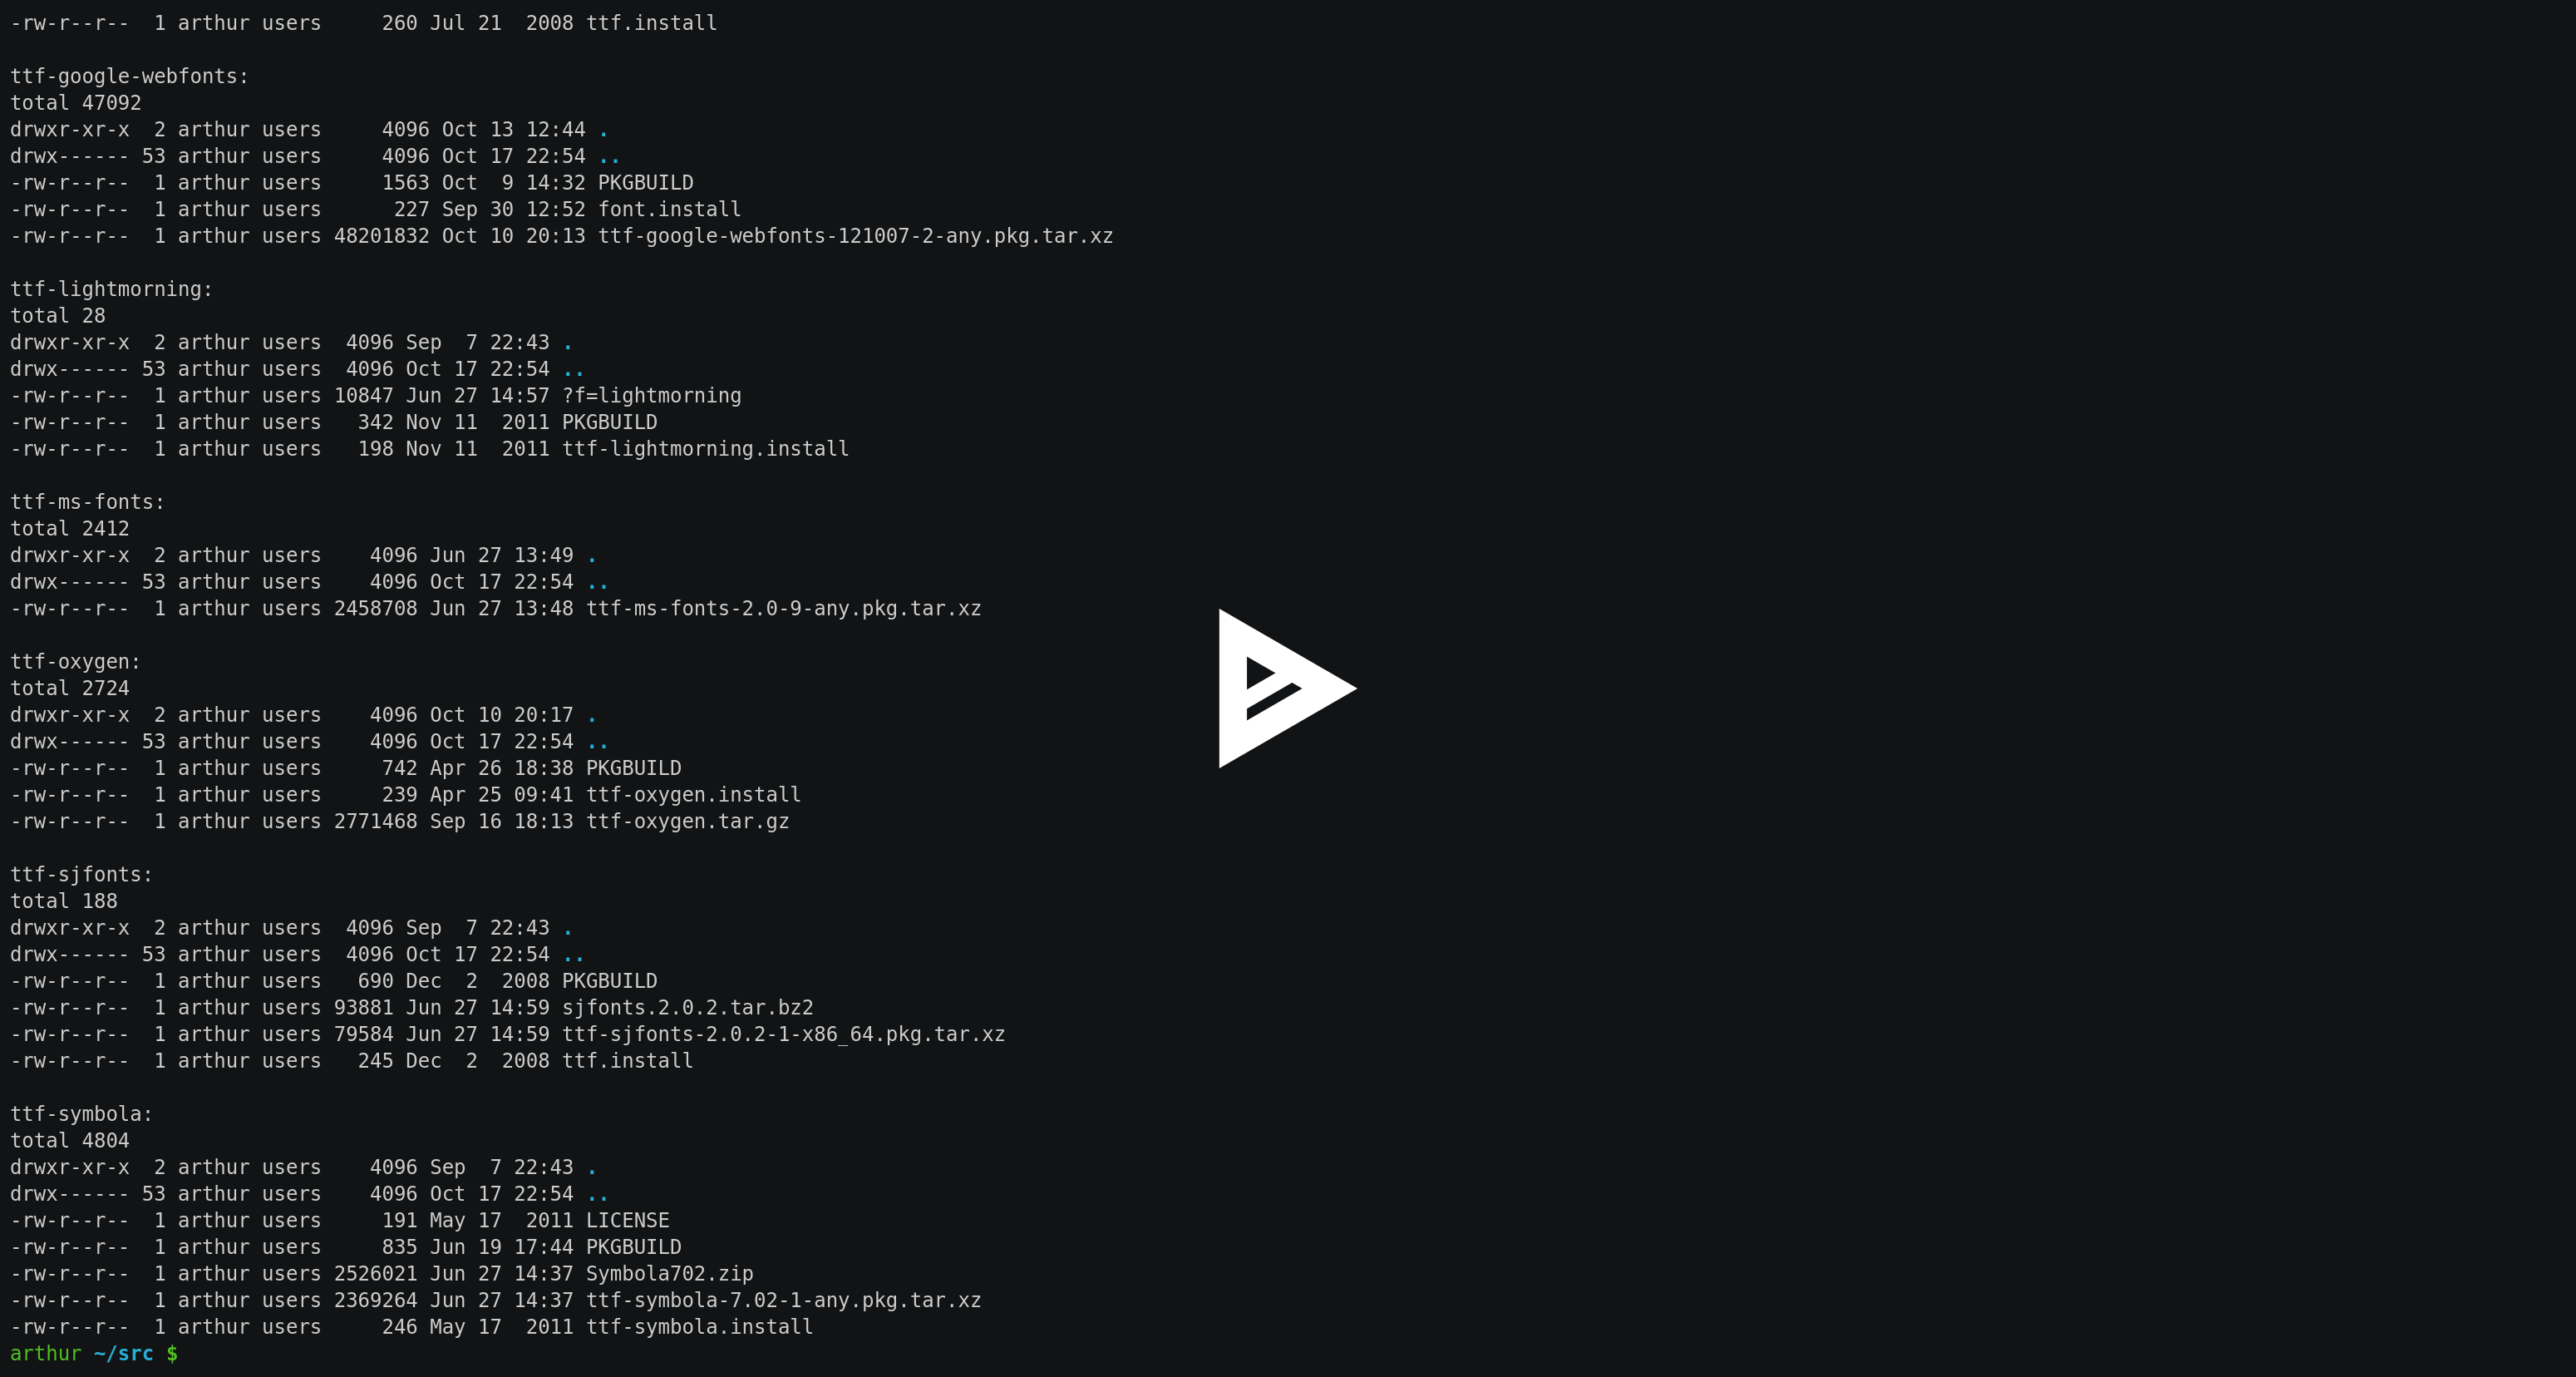 -rw-r--r--  1 arthur users     260 Jul 21  2008 ttf.install

ttf-google-webfonts:
total 47092
drwxr-xr-x  2 arthur users     4096 Oct 13 12:44 .
drwx------ 53 arthur users     4096 Oct 17 22:54 ..
-rw-r--r--  1 arthur users     1563 Oct  9 14:32 PKGBUILD
-rw-r--r--  1 arthur users      227 Sep 30 12:52 font.install
-rw-r--r--  1 arthur users 48201832 Oct 10 20:13 ttf-google-webfonts-121007-2-any.pkg.tar.xz

ttf-lightmorning:
total 28
drwxr-xr-x  2 arthur users  4096 Sep  7 22:43 .
drwx------ 53 arthur users  4096 Oct 17 22:54 ..
-rw-r--r--  1 arthur users 10847 Jun 27 14:57 ?f=lightmorning
-rw-r--r--  1 arthur users   342 Nov 11  2011 PKGBUILD
-rw-r--r--  1 arthur users   198 Nov 11  2011 ttf-lightmorning.install

ttf-ms-fonts:
total 2412
drwxr-xr-x  2 arthur users    4096 Jun 27 13:49 .
drwx------ 53 arthur users    4096 Oct 17 22:54 ..
-rw-r--r--  1 arthur users 2458708 Jun 27 13:48 ttf-ms-fonts-2.0-9-any.pkg.tar.xz

ttf-oxygen:
total 2724
drwxr-xr-x  2 arthur users    4096 Oct 10 20:17 .
drwx------ 53 arthur users    4096 Oct 17 22:54 ..
-rw-r--r--  1 arthur users     742 Apr 26 18:38 PKGBUILD
-rw-r--r--  1 arthur users     239 Apr 25 09:41 ttf-oxygen.install
-rw-r--r--  1 arthur users 2771468 Sep 16 18:13 ttf-oxygen.tar.gz

ttf-sjfonts:
total 188
drwxr-xr-x  2 arthur users  4096 Sep  7 22:43 .
drwx------ 53 arthur users  4096 Oct 17 22:54 ..
-rw-r--r--  1 arthur users   690 Dec  2  2008 PKGBUILD
-rw-r--r--  1 arthur users 93881 Jun 27 14:59 sjfonts.2.0.2.tar.bz2
-rw-r--r--  1 arthur users 79584 Jun 27 14:59 ttf-sjfonts-2.0.2-1-x86_64.pkg.tar.xz
-rw-r--r--  1 arthur users   245 Dec  2  2008 ttf.install

ttf-symbola:
total 4804
drwxr-xr-x  2 arthur users    4096 Sep  7 22:43 .
drwx------ 53 arthur users    4096 Oct 17 22:54 ..
-rw-r--r--  1 arthur users     191 May 17  2011 LICENSE
-rw-r--r--  1 arthur users     835 Jun 19 17:44 PKGBUILD
-rw-r--r--  1 arthur users 2526021 Jun 27 14:37 Symbola702.zip
-rw-r--r--  1 arthur users 2369264 Jun 27 14:37 ttf-symbola-7.02-1-any.pkg.tar.xz
-rw-r--r--  1 arthur users     246 May 17  2011 ttf-symbola.install
arthur ~/src $